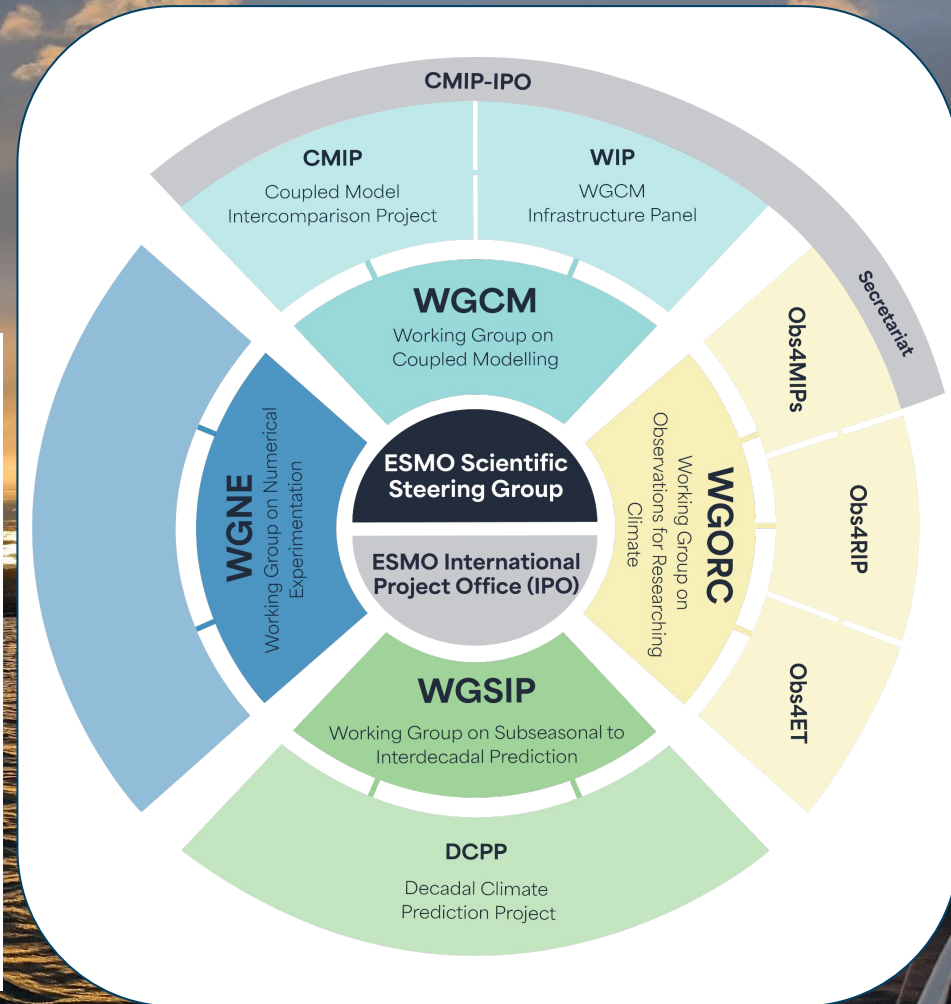 CMIP-IPO
Secretariat
CMIP
Coupled Model
Intercomparison Project
WIP
WGCM
Infrastructure Panel
WGCM
Working Group on
Coupled Modelling
WGNE
Working Group on Numerical
Experimentation
ESMO Scientific
Steering Group
ESMO International
Project Office (IPO)
WGORC
Working Group on
Observations for Researching
Climate
Obs4MIPs
Obs4RIP
Obs4ET
WGSIP
Working Group on Subseasonal to
Interdecadal Prediction
DCPP
Decadal Climate
Prediction Project